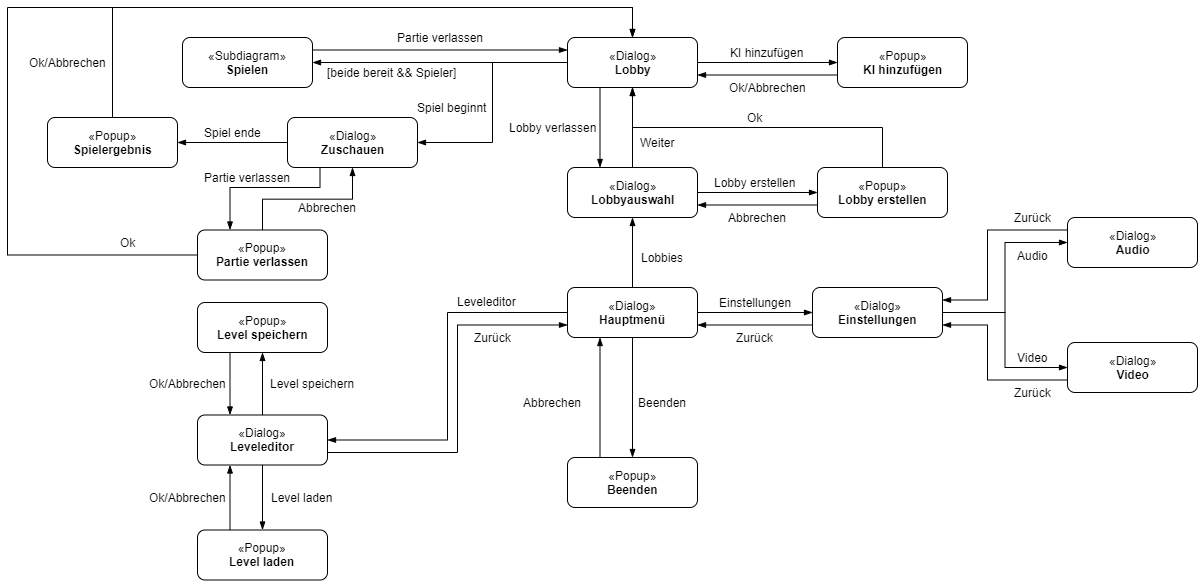 Partie verlassen
«Subdiagram»
Spielen
«Dialog»
Lobby
KI hinzufügen
«Popup»
KI hinzufügen
Ok/Abbrechen
[beide bereit && Spieler]
Ok/Abbrechen
Spiel beginnt
Ok
«Popup»
Spielergebnis
Spiel ende
«Dialog»
Zuschauen
Lobby verlassen
Weiter
Partie verlassen
«Dialog»
Lobbyauswahl
Lobby erstellen
«Popup»
Lobby erstellen
Abbrechen
Abbrechen
Zurück
Ok
«Popup»
Partie verlassen
«Dialog»
Audio
Audio
Lobbies
Leveleditor
«Dialog»
Hauptmenü
Einstellungen
«Dialog»
Einstellungen
«Popup»
Level speichern
Zurück
Zurück
Video
«Dialog»
Video
Ok/Abbrechen
Level speichern
Zurück
Abbrechen
Beenden
«Dialog»
Leveleditor
«Popup»
Beenden
Ok/Abbrechen
Level laden
«Popup»
Level laden